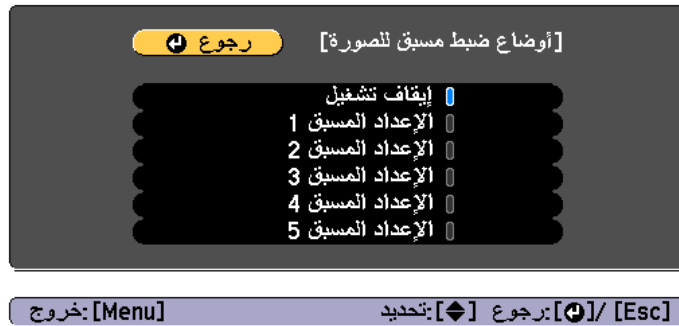 [أوضاع ضبط مسبق للصورة] رجوع
إيقاف تشغيل
الإعداد المسبق 1
الإعداد المسبق 2
الإعداد المسبق 3
الإعداد المسبق 4
الإعداد المسبق 5
[Esc] /[⏎]:رجوع [◆]:تحديد [Menu]:خروج